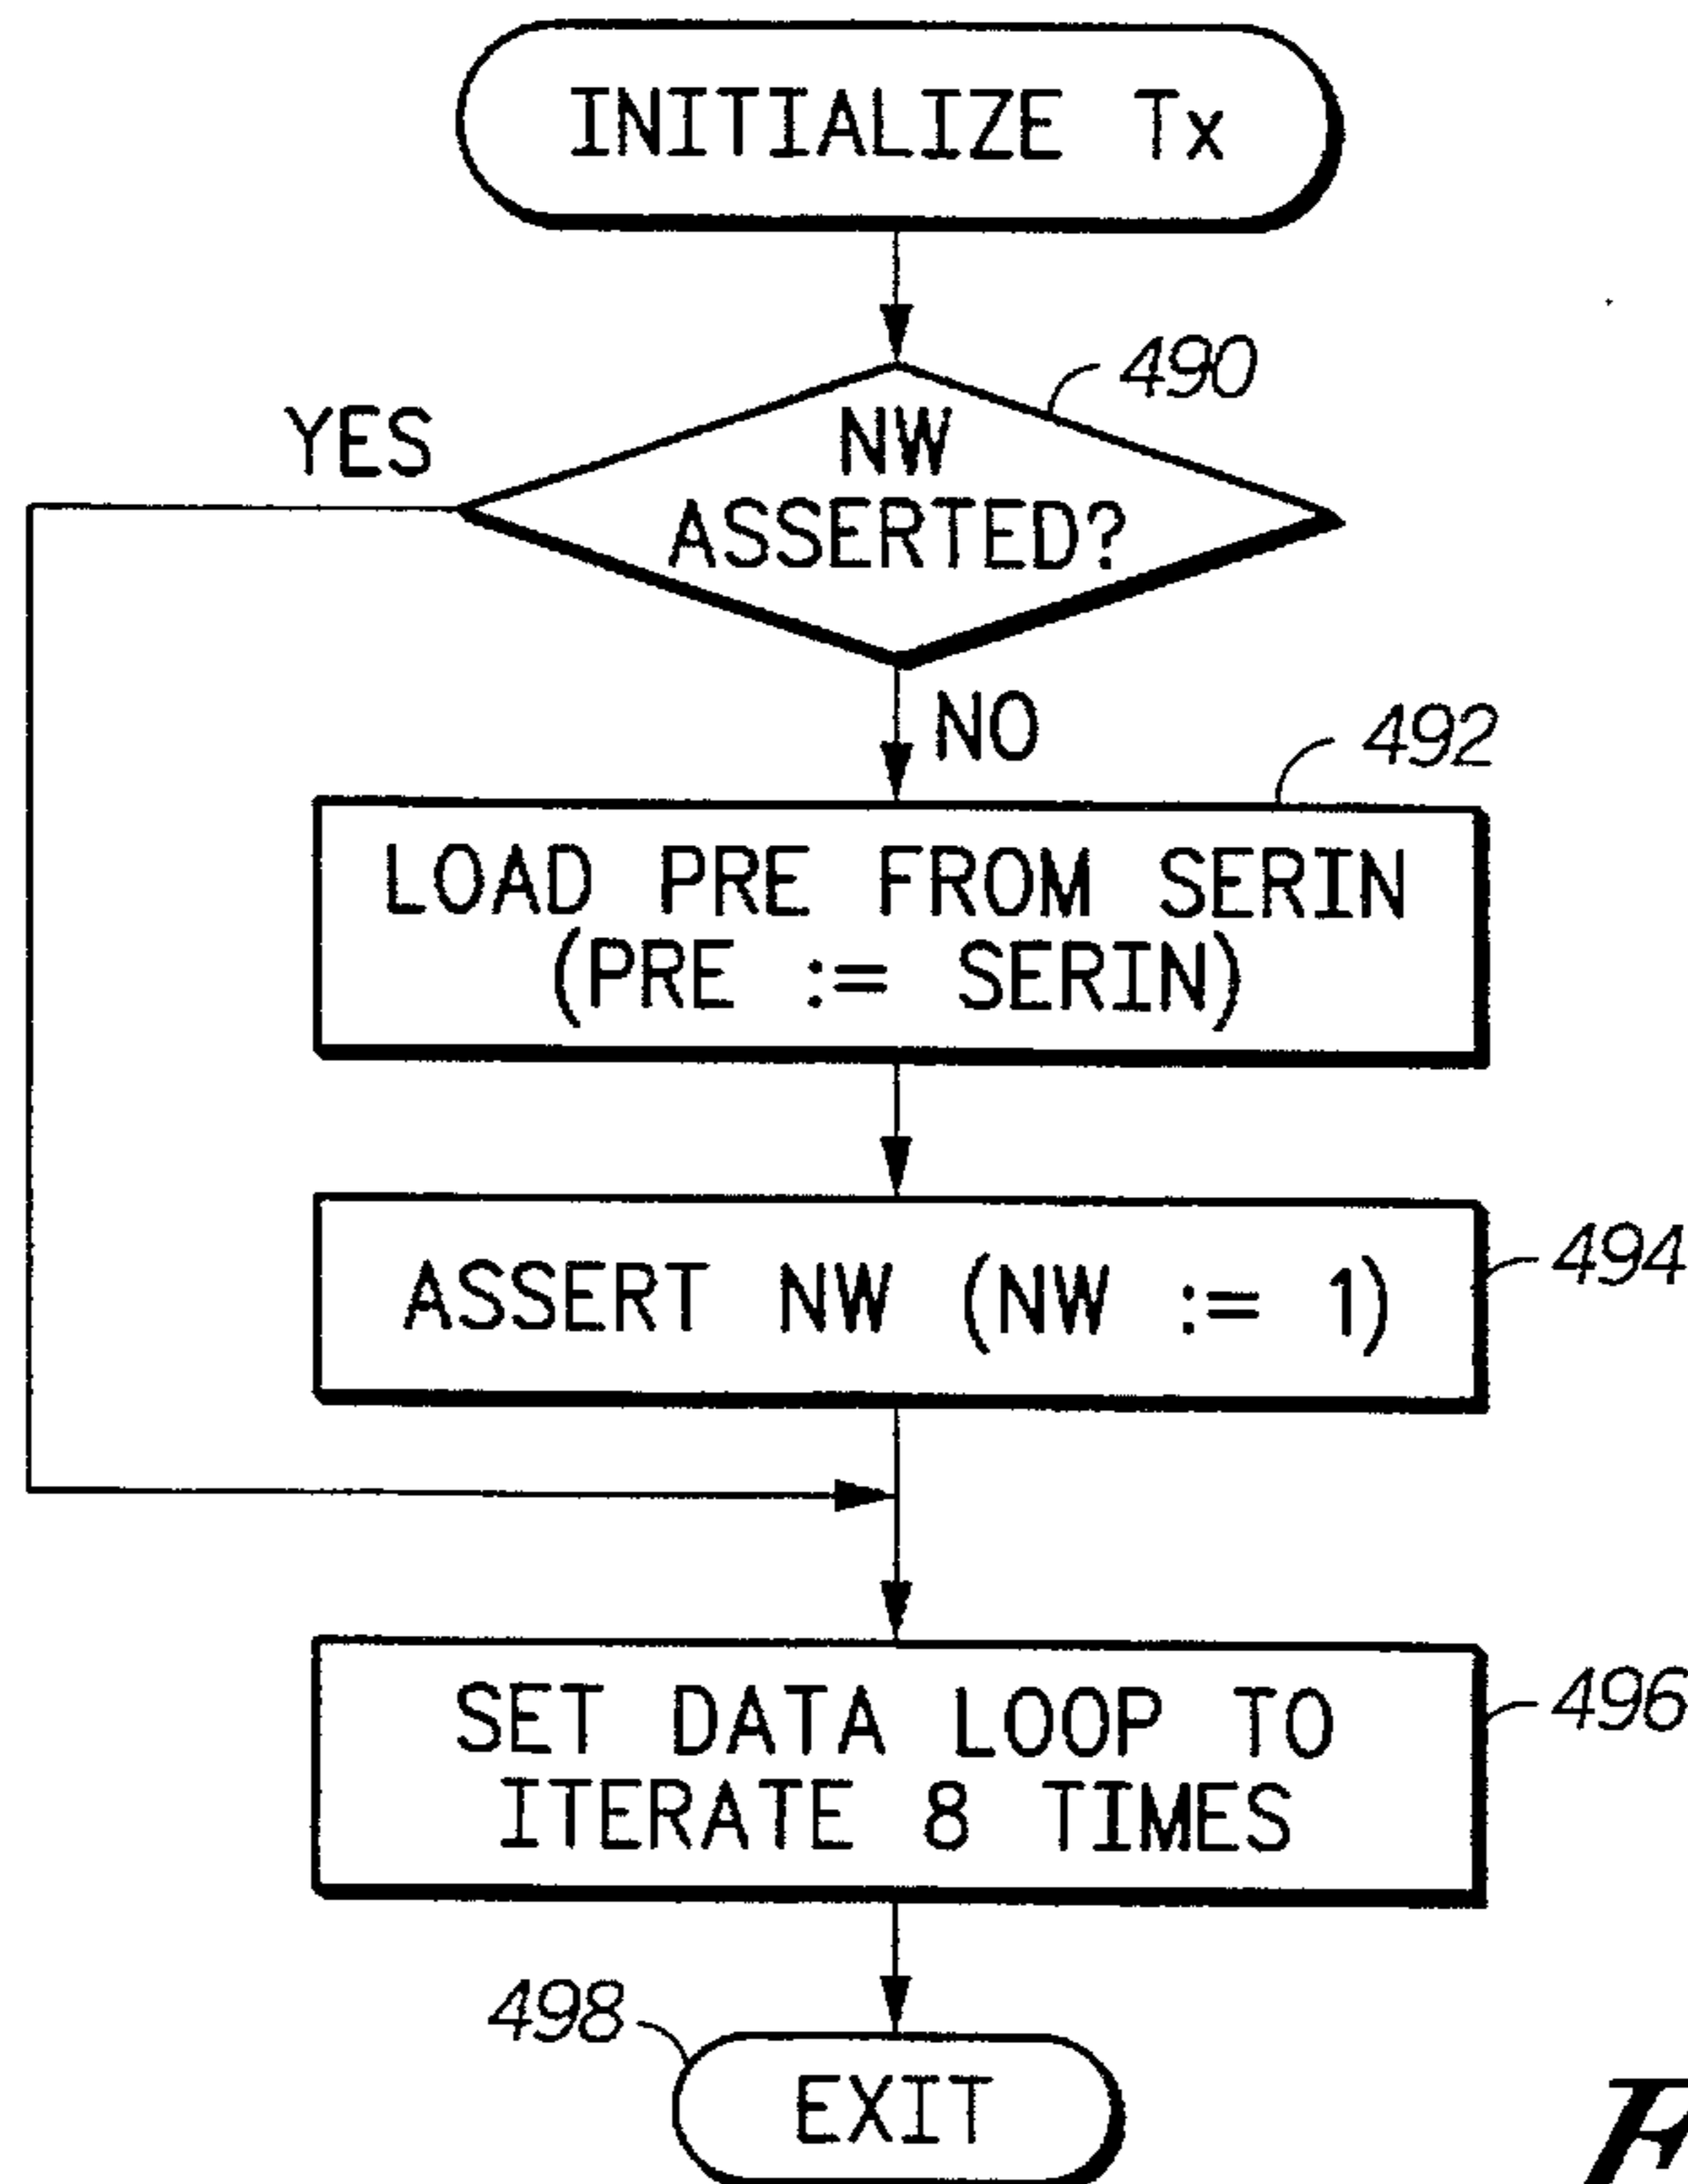 INITIALIZE Tx
490
YES
NW
ASSERTED?
NO
492
LOAD PRE FROM SERIN
(PRE := SERIN)
ASSERT NW (NW := 1)
494
SET DATA LOOP TO
ITERATE 8 TIMES
496
498
EXIT